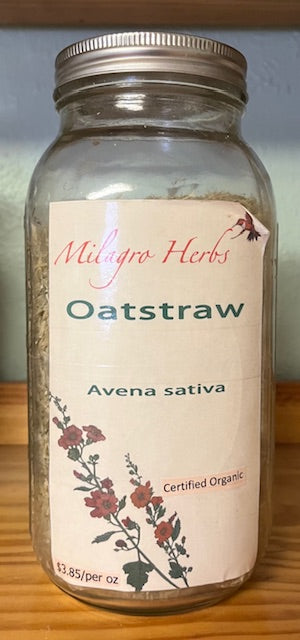 Milagro Herbs
Oatstraw
Avena sativa
Certified Organic
$3.85/per oz